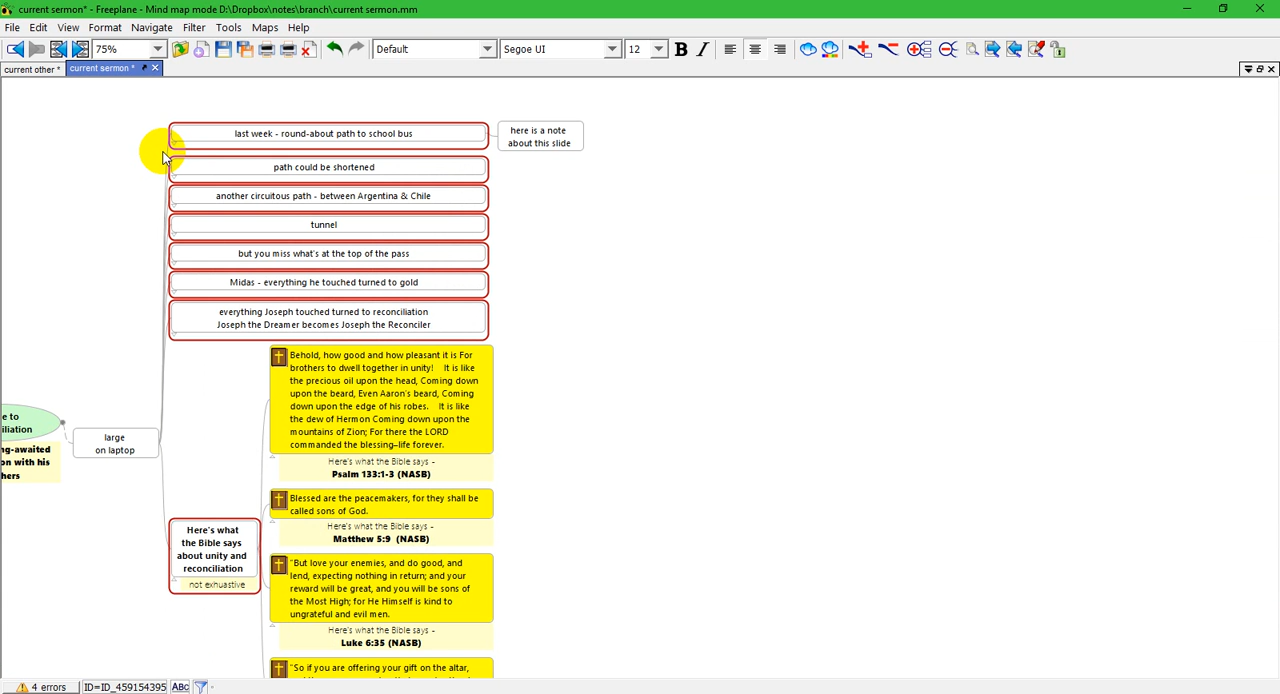 current sermon* - Freeplane - Mind map mode D:\Dropbox\notes\branch\current sermon.mm
File Edit View Format Navigate Filter Tools Maps Help
75% Default Segoe UI 12 B I
current other * current sermon *
last week - round-about path to school bus
here is a note
about this slide
path could be shortened
another circuitous path - between Argentina & Chile
tunnel
but you miss what's at the top of the pass
Midas - everything he touched turned to gold
everything Joseph touched turned to reconciliation
Joseph the Dreamer becomes Joseph the Reconciler
e to
iliation
ng-awaited
on with his
hers
large
on laptop
Behold, how good and how pleasant it is For
brothers to dwell together in unity! It is like
the precious oil upon the head, Coming down
upon the beard, Even Aaron's beard, Coming
down upon the edge of his robes. It is like
the dew of Hermon Coming down upon the
mountains of Zion; For there the LORD
commanded the blessing—life forever.
Here's what the Bible says -
Psalm 133:1-3 (NASB)
Here's what
the Bible says
about unity and
reconciliation
not exhuastive
Blessed are the peacemakers, for they shall be
called sons of God.
Here's what the Bible says -
Matthew 5:9 (NASB)
"But love your enemies, and do good, and
lend, expecting nothing in return; and your
reward will be great, and you will be sons of
the Most High; for He Himself is kind to
ungrateful and evil men.
Here's what the Bible says -
Luke 6:35 (NASB)
"So if you are offering your gift on the altar,
4 errors ID=ID_459154395 ABC